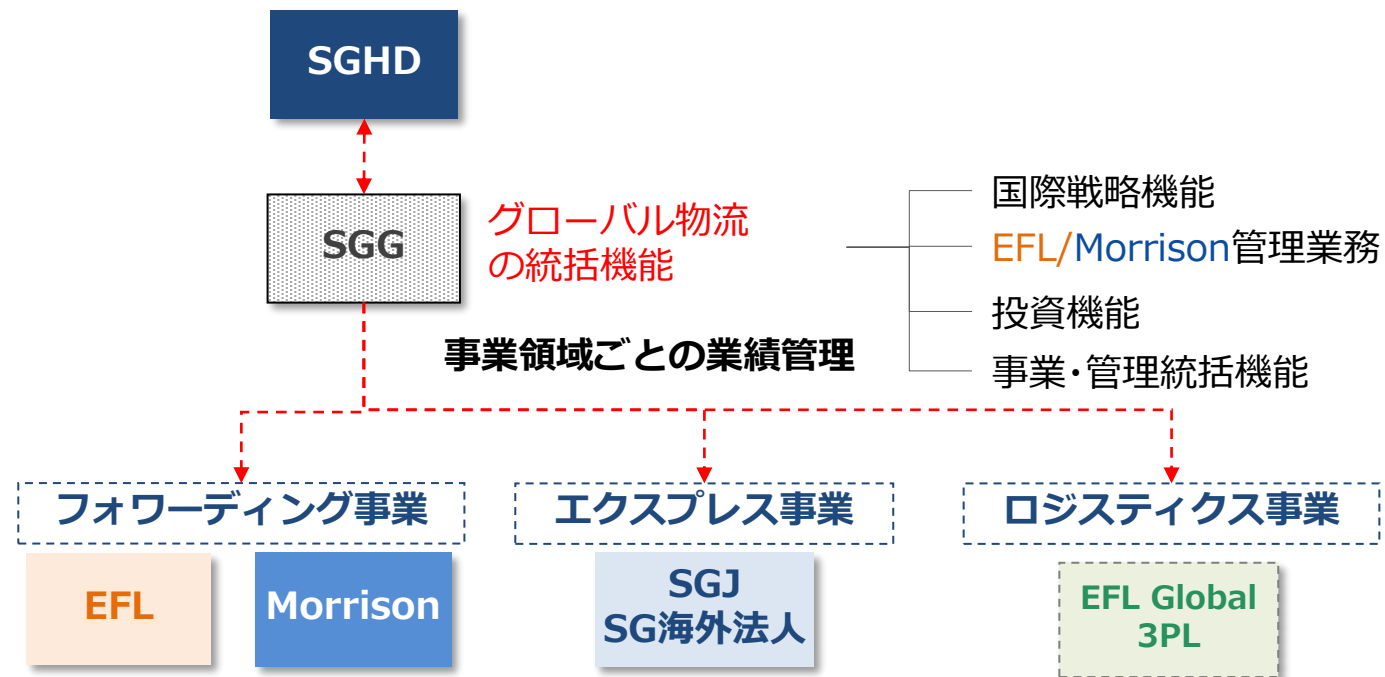 SGHD
SGG
グローバル物流
の統括機能
国際戦略機能
EFL/Morrison管理業務
投資機能
事業・管理統括機能
事業領域ごとの業績管理
フォワーディング事業
エクスプレス事業
ロジスティクス事業
EFL
Morrison
SGJ
SG海外法人
EFL Global
3PL